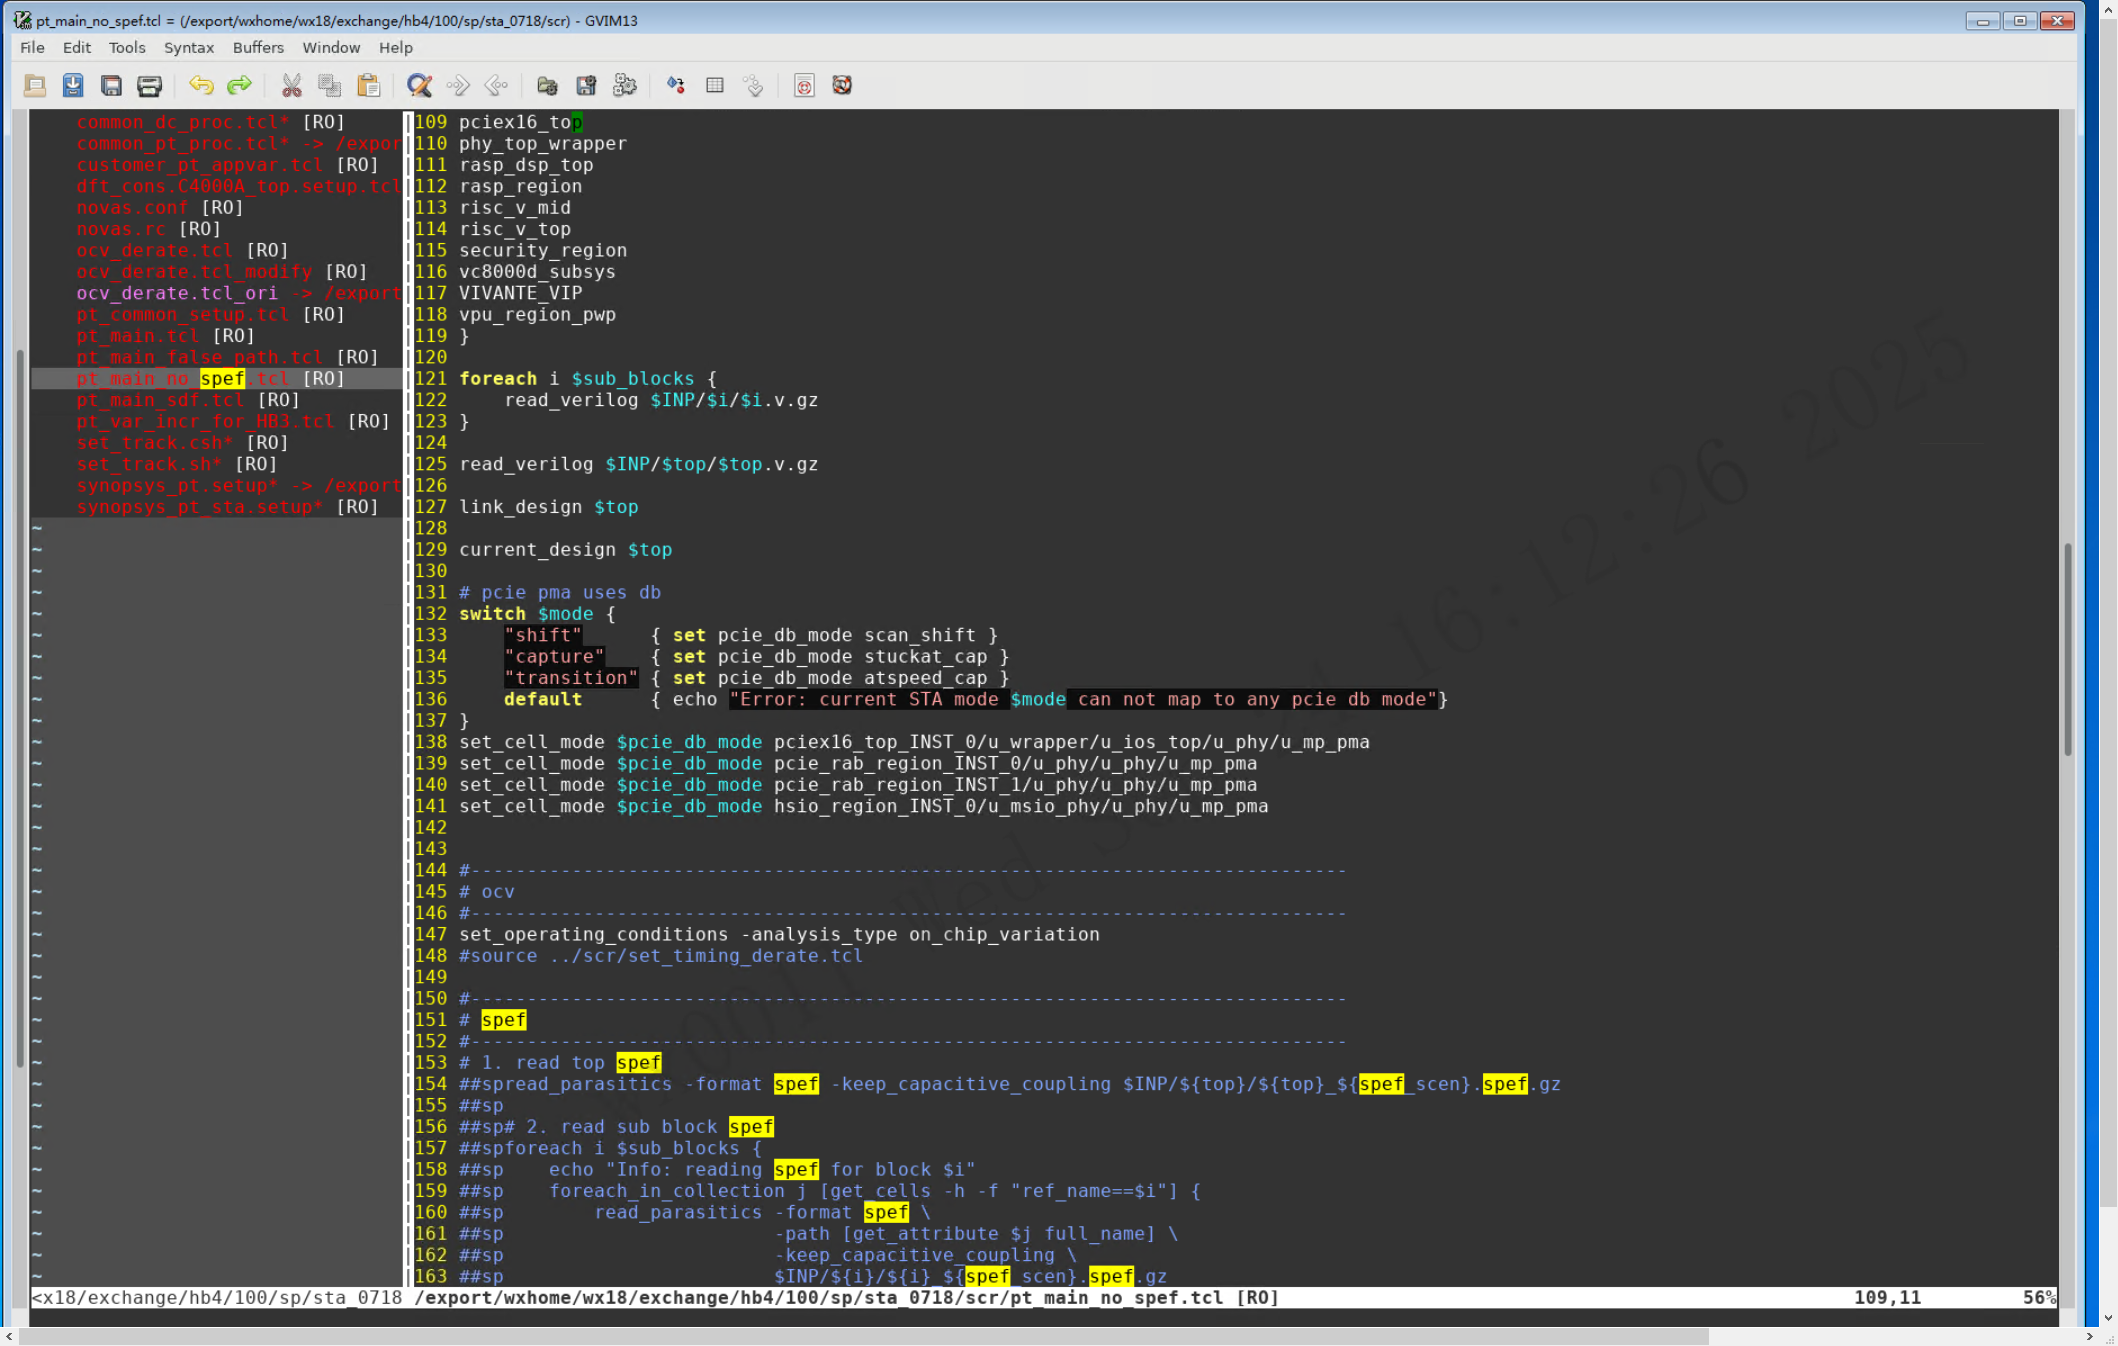 pt_main_no_spef.tcl = (/export/wxhome/wx18/exchange/hb4/100/sp/sta_0718/scr) - GVIM13
File Edit Tools Syntax Buffers Window Help
common_dc_proc.tcl* [RO]
common_pt_proc.tcl* -> /expor
customer_pt_appvar.tcl [RO]
dft_cons.C4000A_top.setup.tcl
novas.conf [RO]
novas.rc [RO]
ocv_derate.tcl [RO]
ocv_derate.tcl_modify [RO]
ocv_derate.tcl_ori -> /export
pt_common_setup.tcl [RO]
pt_main.tcl [RO]
pt_main_false_path.tcl [RO]
pt_main_no_spef.tcl [RO]
pt_main_sdf.tcl [RO]
pt_var_incr_for_HB3.tcl [RO]
set_track.csh* [RO]
set_track.sh* [RO]
synopsys_pt.setup* -> /export
synopsys_pt_sta.setup* [RO]
109 pciex16_top
110 phy_top_wrapper
111 rasp_dsp_top
112 rasp_region
113 risc_v_mid
114 risc_v_top
115 security_region
116 vc8000d_subsys
117 VIVANTE_VIP
118 vpu_region_pwp
119 }
120
121 foreach i $sub_blocks {
122     read_verilog $INP/$i/$i.v.gz
123 }
124
125 read_verilog $INP/$top/$top.v.gz
126
127 link_design $top
128
129 current_design $top
130
131 # pcie pma uses db
132 switch $mode {
133     "shift"      { set pcie_db_mode scan_shift }
134     "capture"    { set pcie_db_mode stuckat_cap }
135     "transition" { set pcie_db_mode atspeed_cap }
136     default      { echo "Error: current STA mode $mode can not map to any pcie db mode"}
137 }
138 set_cell_mode $pcie_db_mode pciex16_top_INST_0/u_wrapper/u_ios_top/u_phy/u_mp_pma
139 set_cell_mode $pcie_db_mode pcie_rab_region_INST_0/u_phy/u_phy/u_mp_pma
140 set_cell_mode $pcie_db_mode pcie_rab_region_INST_1/u_phy/u_phy/u_mp_pma
141 set_cell_mode $pcie_db_mode hsio_region_INST_0/u_msio_phy/u_phy/u_mp_pma
142
143
144 #------------------------------------------------------------------------------
145 # ocv
146 #------------------------------------------------------------------------------
147 set_operating_conditions -analysis_type on_chip_variation
148 #source ../scr/set_timing_derate.tcl
149
150 #------------------------------------------------------------------------------
151 # spef
152 #------------------------------------------------------------------------------
153 # 1. read top spef
154 ##spread_parasitics -format spef -keep_capacitive_coupling $INP/${top}/${top}_${spef_scen}.spef.gz
155 ##sp
156 ##sp# 2. read sub block spef
157 ##spforeach i $sub_blocks {
158 ##sp    echo "Info: reading spef for block $i"
159 ##sp    foreach_in_collection j [get_cells -h -f "ref_name==$i"] {
160 ##sp        read_parasitics -format spef \
161 ##sp                        -path [get_attribute $j full_name] \
162 ##sp                        -keep_capacitive_coupling \
163 ##sp                        $INP/${i}/${i}_${spef_scen}.spef.gz
<x18/exchange/hb4/100/sp/sta_0718 /export/wxhome/wx18/exchange/hb4/100/sp/sta_0718/scr/pt_main_no_spef.tcl [RO] 109,11 56%
16:12:26 2025